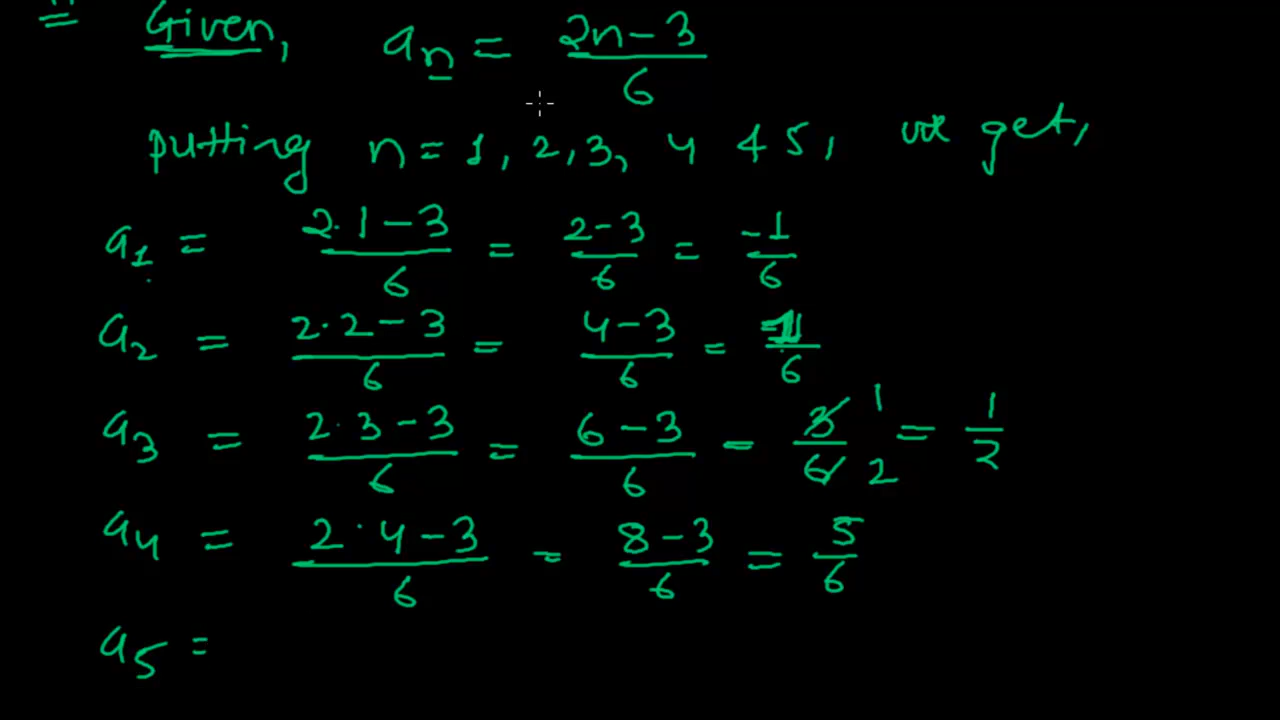 Given, aₙ = (2n-3)/6
putting n = 1, 2, 3, 4 & 5, we get,
a₁ = (2·1-3)/6 = (2-3)/6 = -1/6
a₂ = (2·2-3)/6 = (4-3)/6 = 1/6
a₃ = (2·3-3)/6 = (6-3)/6 = 3/6 1 2 = 1/2
a₄ = (2·4-3)/6 = (8-3)/6 = 5/6
a₅ =